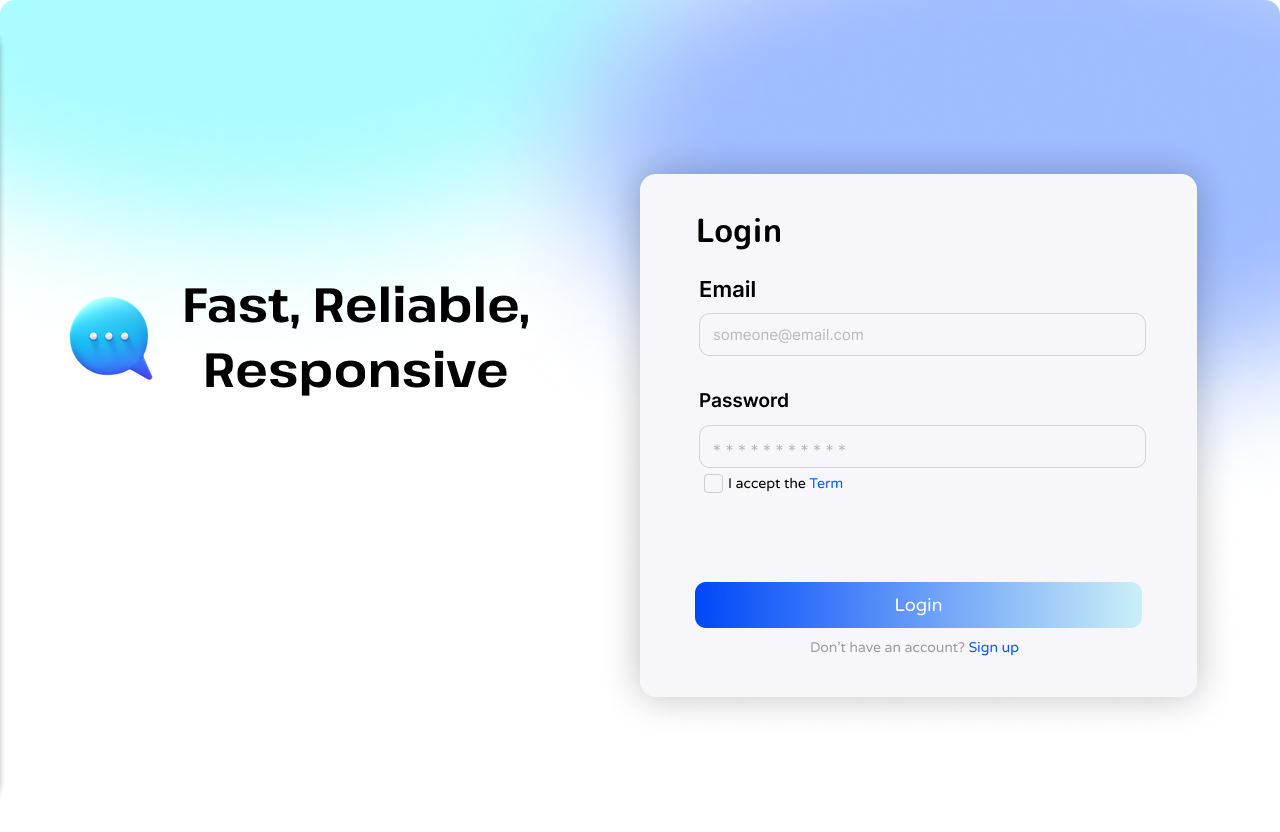 Fast, Reliable,
Responsive
Login
Email
someone@email.com
Password
* * * * * * * * * * *
I accept the Term
Login
Don't have an account? Sign up